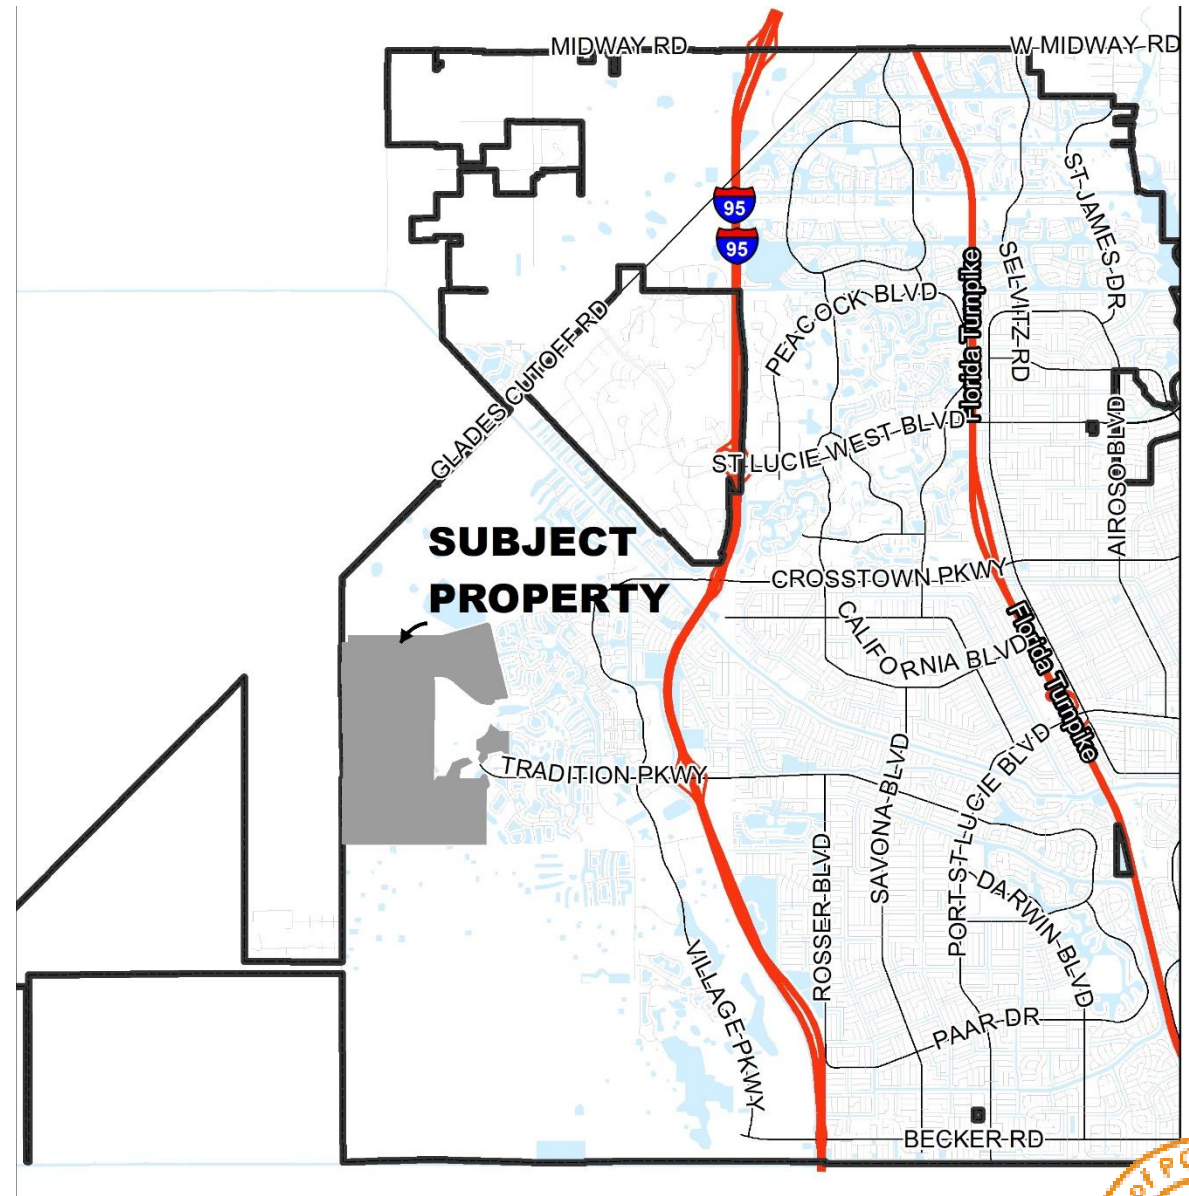 MIDWAY RD
W MIDWAY RD
95
95
ST JAMES DR
SELVITZ RD
Florida Turnpike
PEACOCK BLVD
GLADES CUTOFF RD
ST LUCIE WEST BLVD
AIROSO BLVD
SUBJECT
PROPERTY
CROSSTOWN PKWY
CALIFORNIA BLVD
Florida Turnpike
TRADITION PKWY
SAVONA BLVD
PORT ST LUCIE BLVD
ROSSER BLVD
DARWIN BLVD
VILLAGE PKWY
PAAR DR
BECKER RD